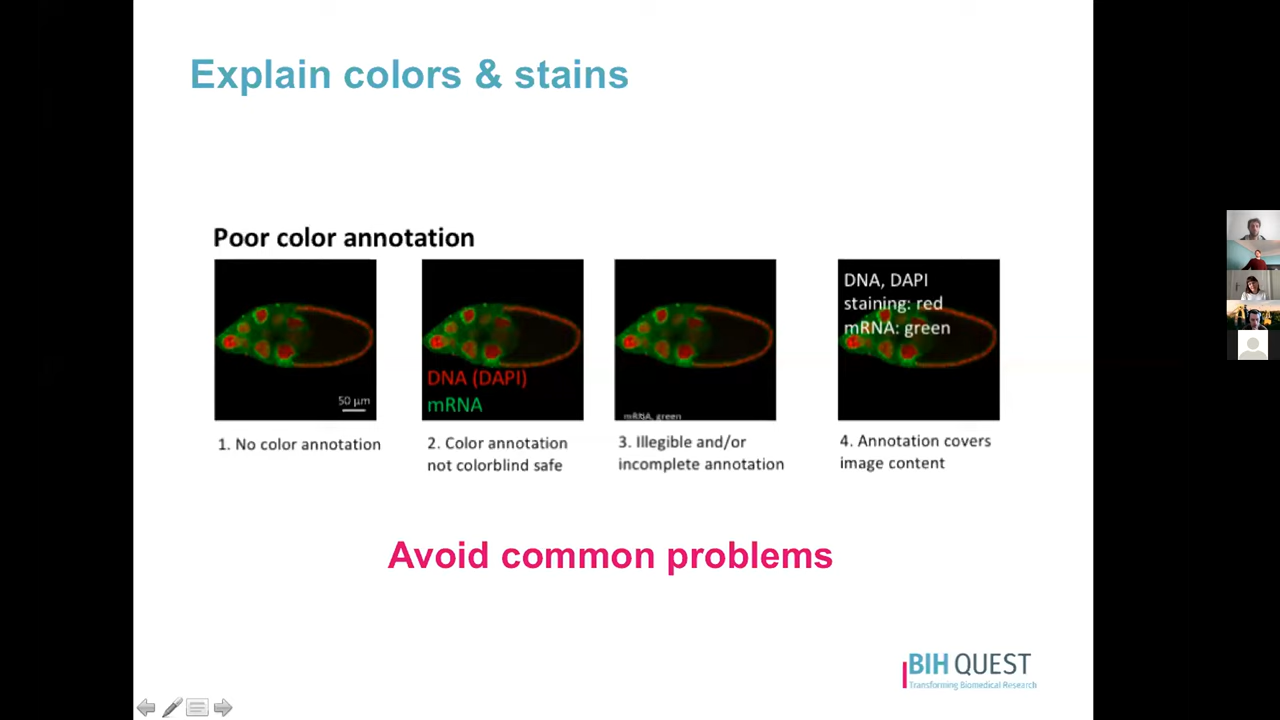 Explain colors & stains
Poor color annotation
50 µm
DNA (DAPI)
mRNA
mRNA, green
DNA, DAPI
staining: red
mRNA: green
1. No color annotation
2. Color annotation
not colorblind safe
3. Illegible and/or
incomplete annotation
4. Annotation covers
image content
Avoid common problems
BIH QUEST
Transforming Biomedical Research